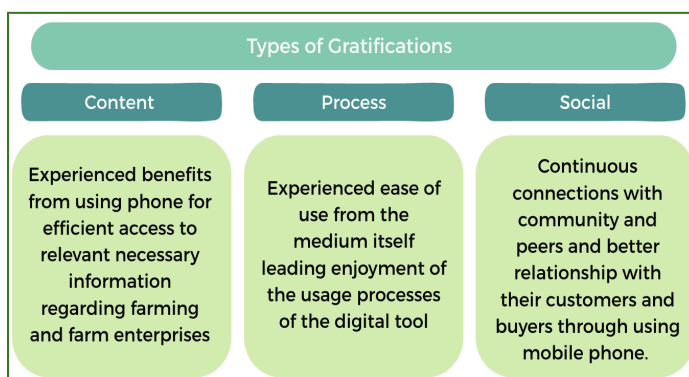 Types of Gratifications
Content
Process
Social
Experienced benefits
from using phone for
efficient access to
relevant necessary
information
regarding farming
and farm enterprises
Experienced ease of
use from the
medium itself
leading enjoyment of
the usage processes
of the digital tool
Continuous
connections with
community and
peers and better
relationship with
their customers and
buyers through using
mobile phone.